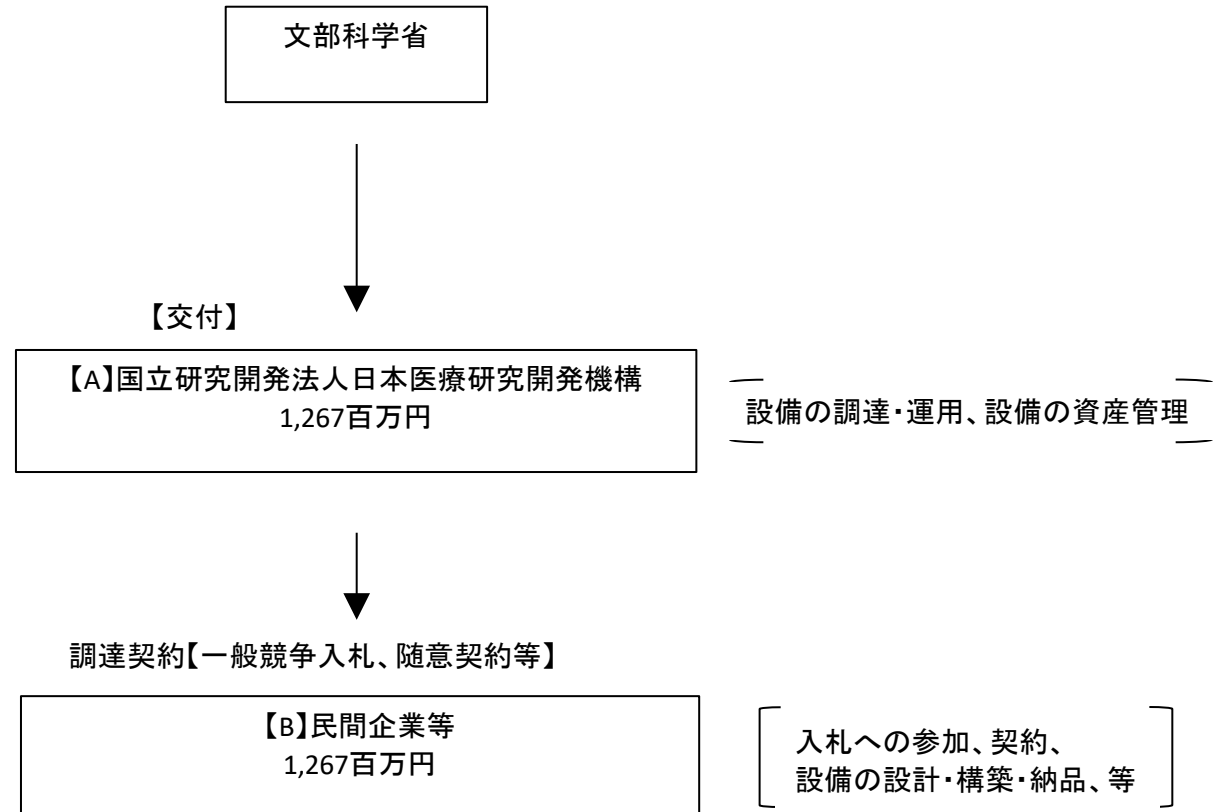 文部科学省
【交付】
【A】国立研究開発法人日本医療研究開発機構
1,267百万円
設備の調達・運用、設備の資産管理
調達契約【一般競争入札、随意契約等】
【B】民間企業等
1,267百万円
入札への参加、契約、
設備の設計・構築・納品、等